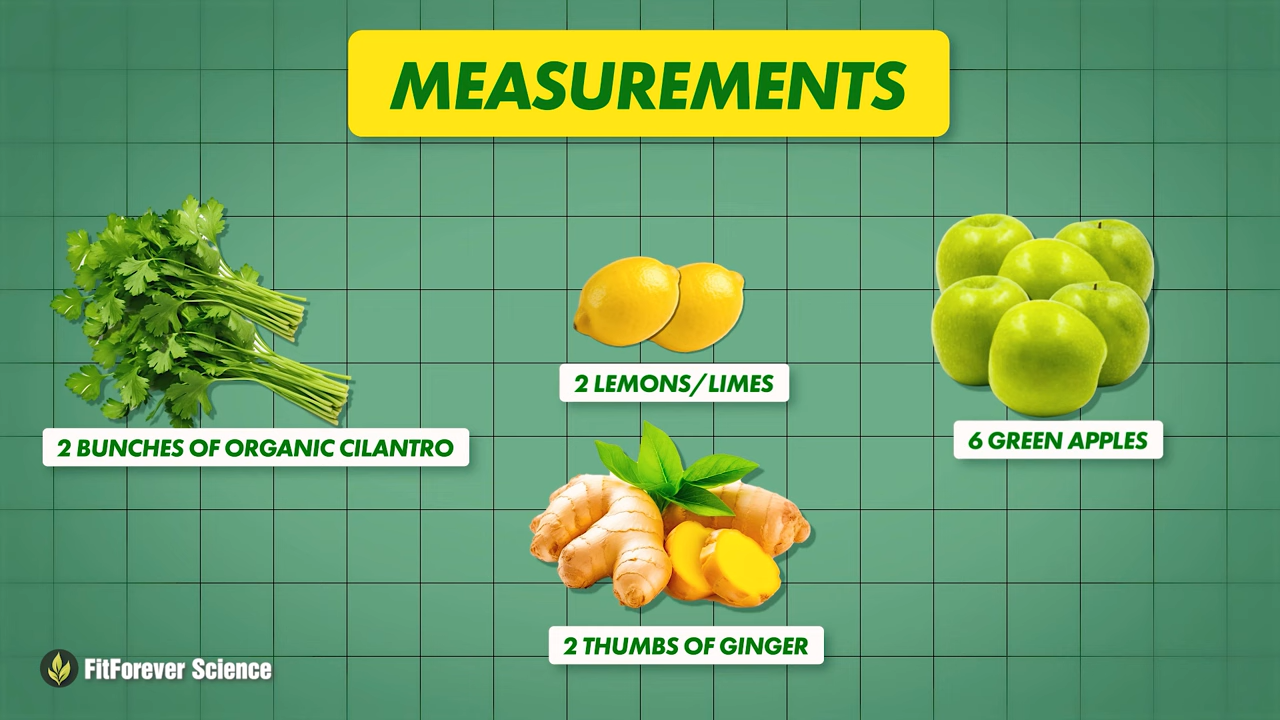 MEASUREMENTS
2 BUNCHES OF ORGANIC CILANTRO
2 LEMONS/LIMES
6 GREEN APPLES
2 THUMBS OF GINGER
FitForever Science